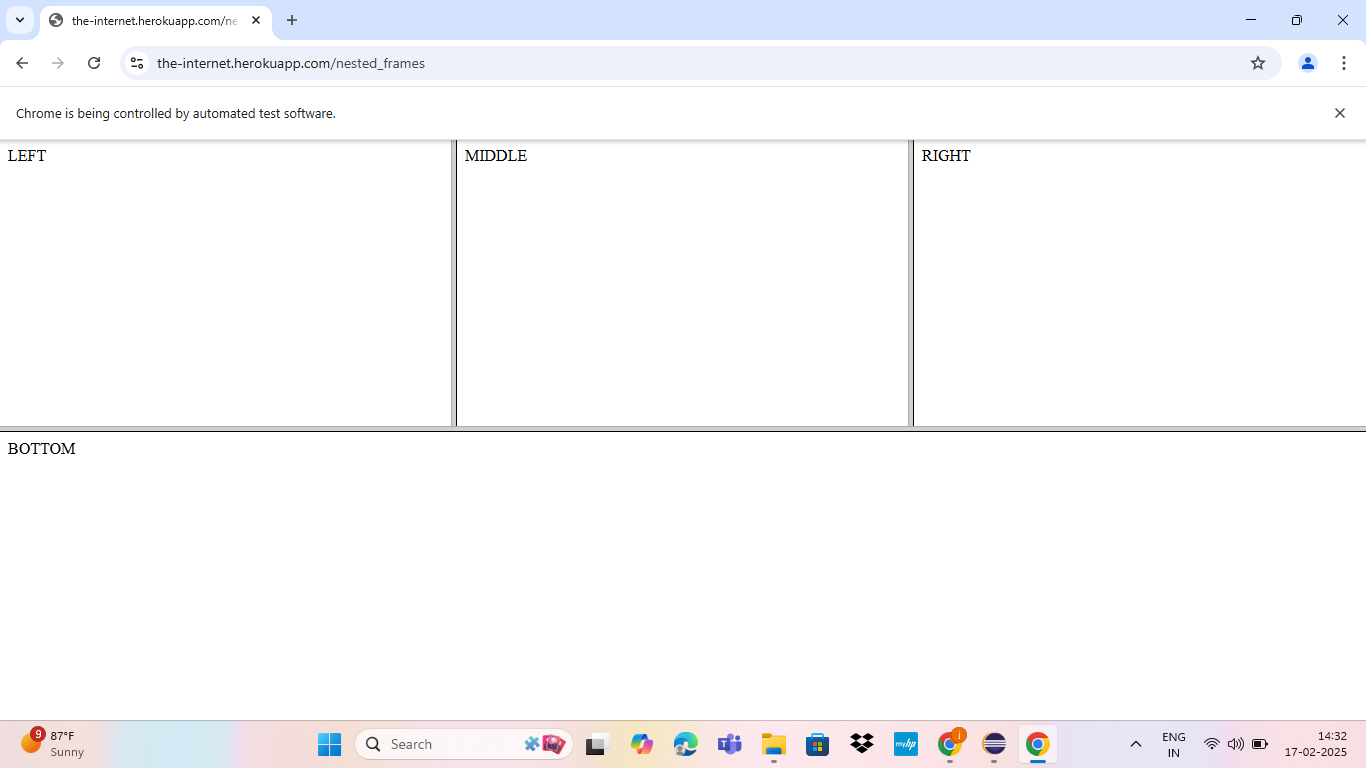 the-internet.herokuapp.com/ne
the-internet.herokuapp.com/nested_frames
Chrome is being controlled by automated test software.
LEFT
MIDDLE
RIGHT
BOTTOM
9
87°F
Sunny
Search
myhp
j
ENG
IN
14:32
17-02-2025